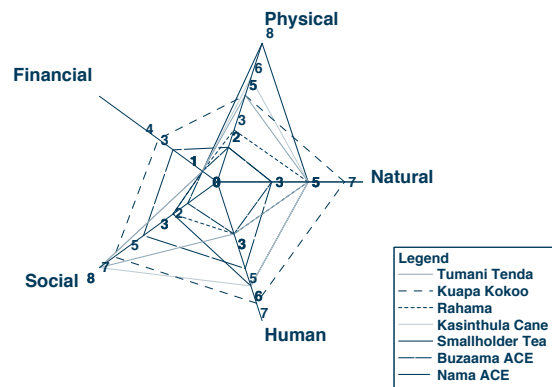 Physical
8
Financial
6
5
4
3
3
2
1
0
3
5
7
Natural
2
3
3
5
7
8
Social
5
6
7
Human
Legend
Tumani Tenda
Kuapa Kokoo
Rahama
Kasinthula Cane
Smallholder Tea
Buzaama ACE
Nama ACE